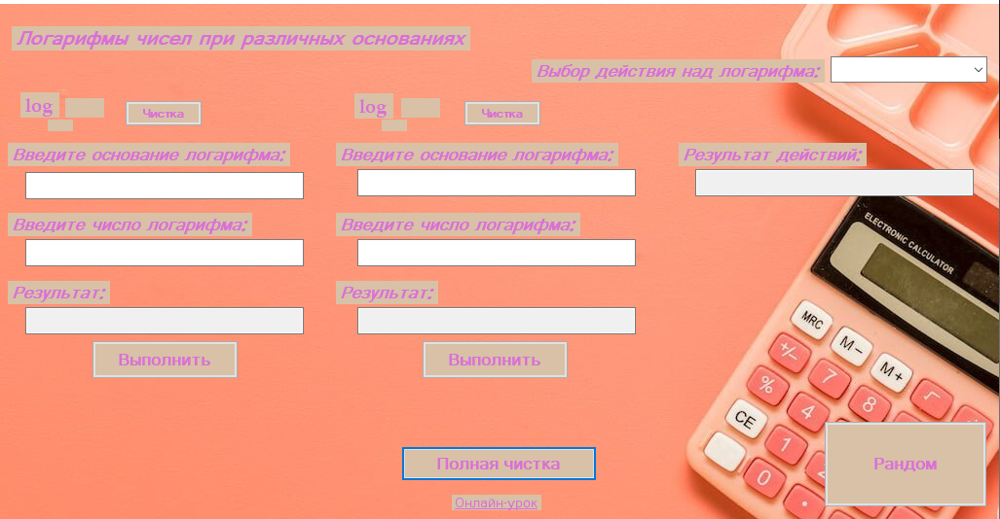 Логарифмы чисел при различных основаниях
Выбор действия над логарифма:
log
Чистка
log
Чистка
Введите основание логарифма:
Введите основание логарифма:
Результат действий:
Введите число логарифма:
Введите число логарифма:
Результат:
Результат:
Выполнить
Выполнить
Полная чистка
Онлайн-урок
Рандом
ELECTRONIC CALCULATOR
MRC
M−
M+
√
+/−
7
8
%
4
CE
1
2
0
•